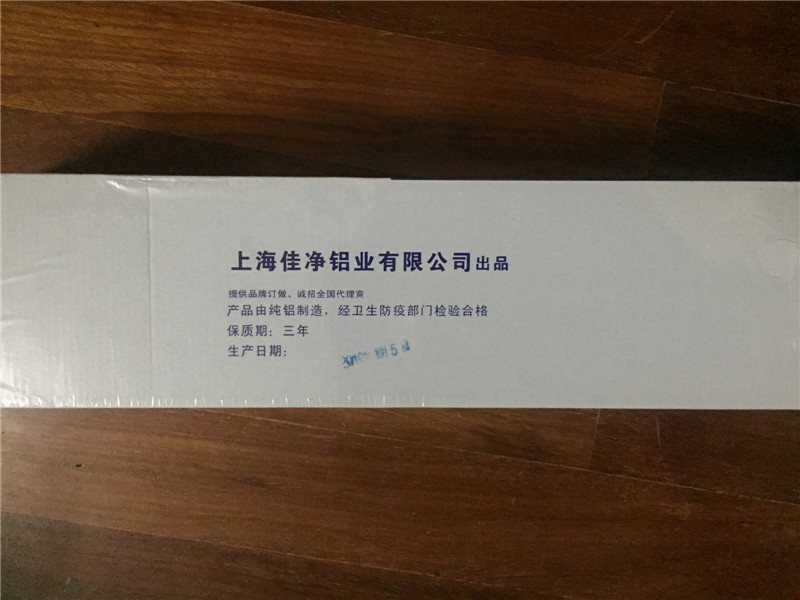 上海佳净铝业有限公司出品
提供品牌订做、诚招全国代理商
产品由纯铝制造，经卫生防疫部门检验合格
保质期：三年
生产日期：